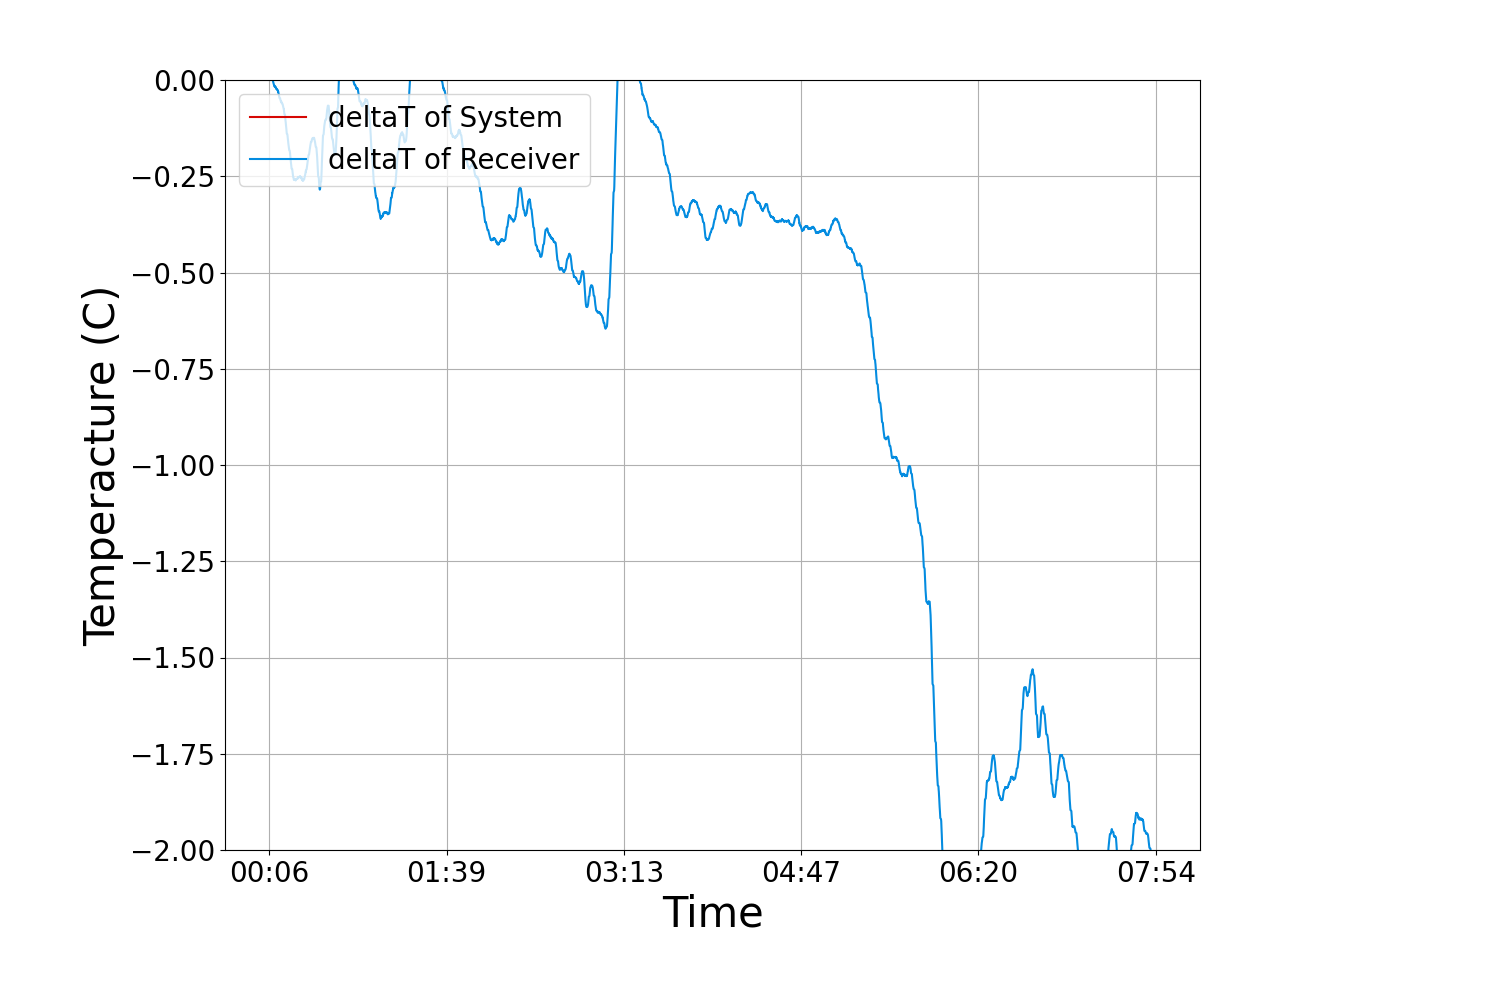 0.00
−0.25
−0.50
−0.75
−1.00
−1.25
−1.50
−1.75
−2.00
Temperacture (C)
deltaT of System
deltaT of Receiver
00:06 01:39 03:13 04:47 06:20 07:54
Time